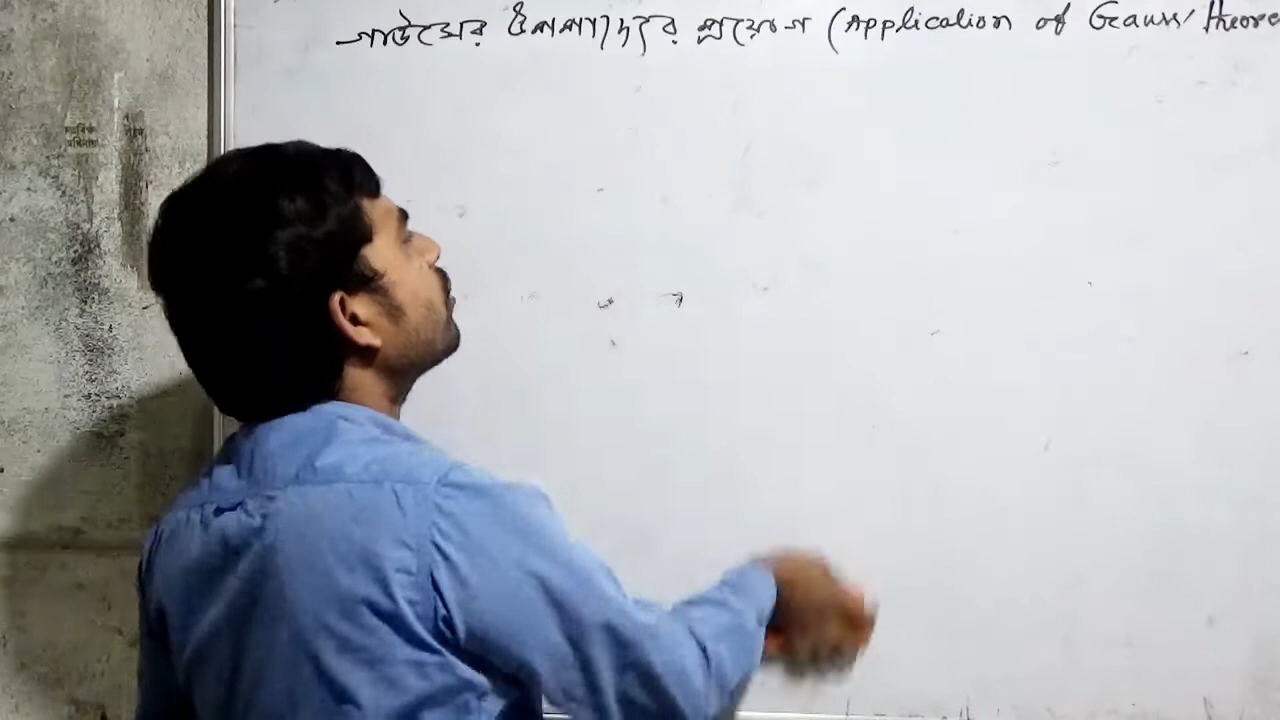 গাউসের উপপাদ্যের প্রয়োগ (Application of Gauss' theore